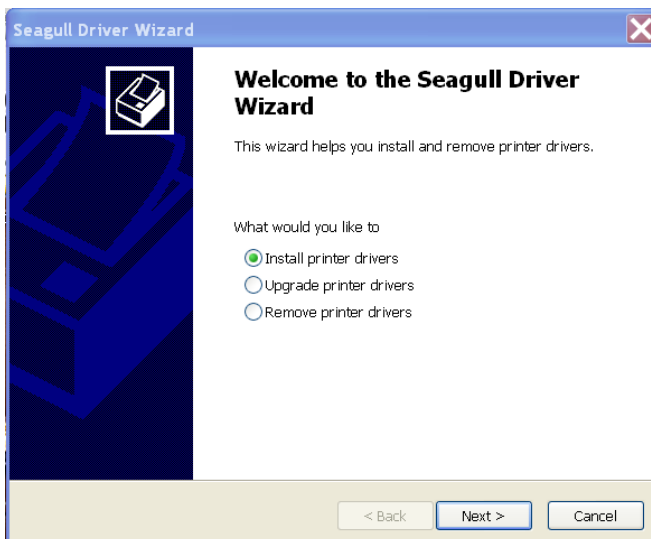 Seagull Driver Wizard
Welcome to the Seagull Driver
Wizard
This wizard helps you install and remove printer drivers.
What would you like to
Install printer drivers
Upgrade printer drivers
Remove printer drivers
< Back Next > Cancel